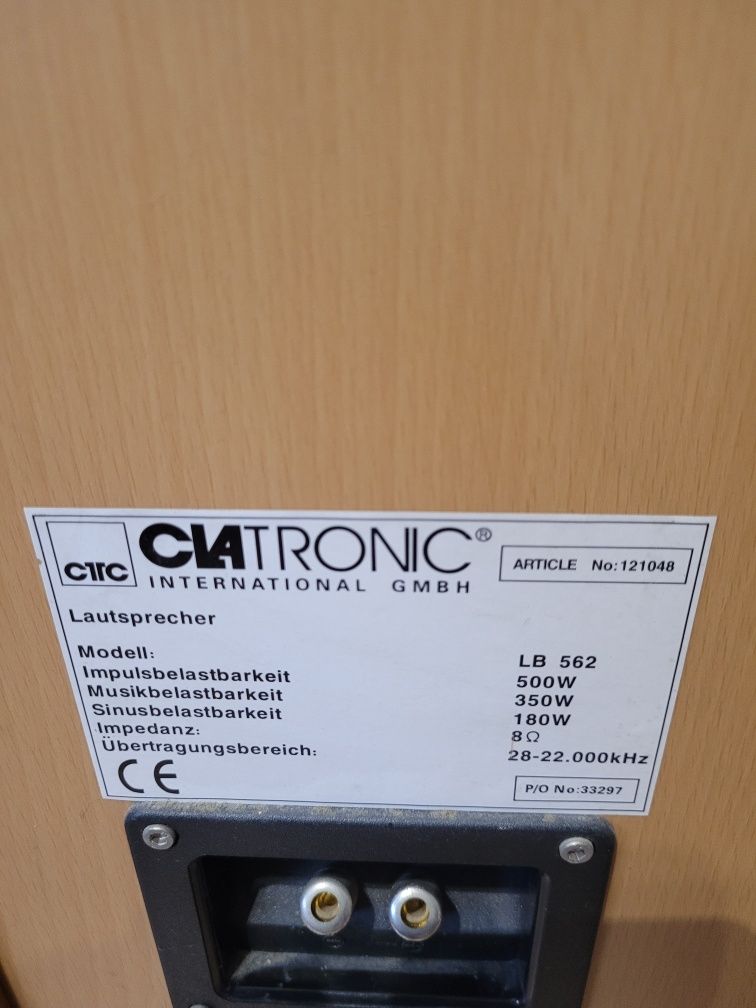 CTC
CLATRONIC®
INTERNATIONAL GMBH
ARTICLE No:121048
Lautsprecher
Modell: LB 562
Impulsbelastbarkeit 500W
Musikbelastbarkeit 350W
Sinusbelastbarkeit 180W
Impedanz: 8Ω
Übertragungsbereich: 28-22.000kHz
CE
P/O No:33297